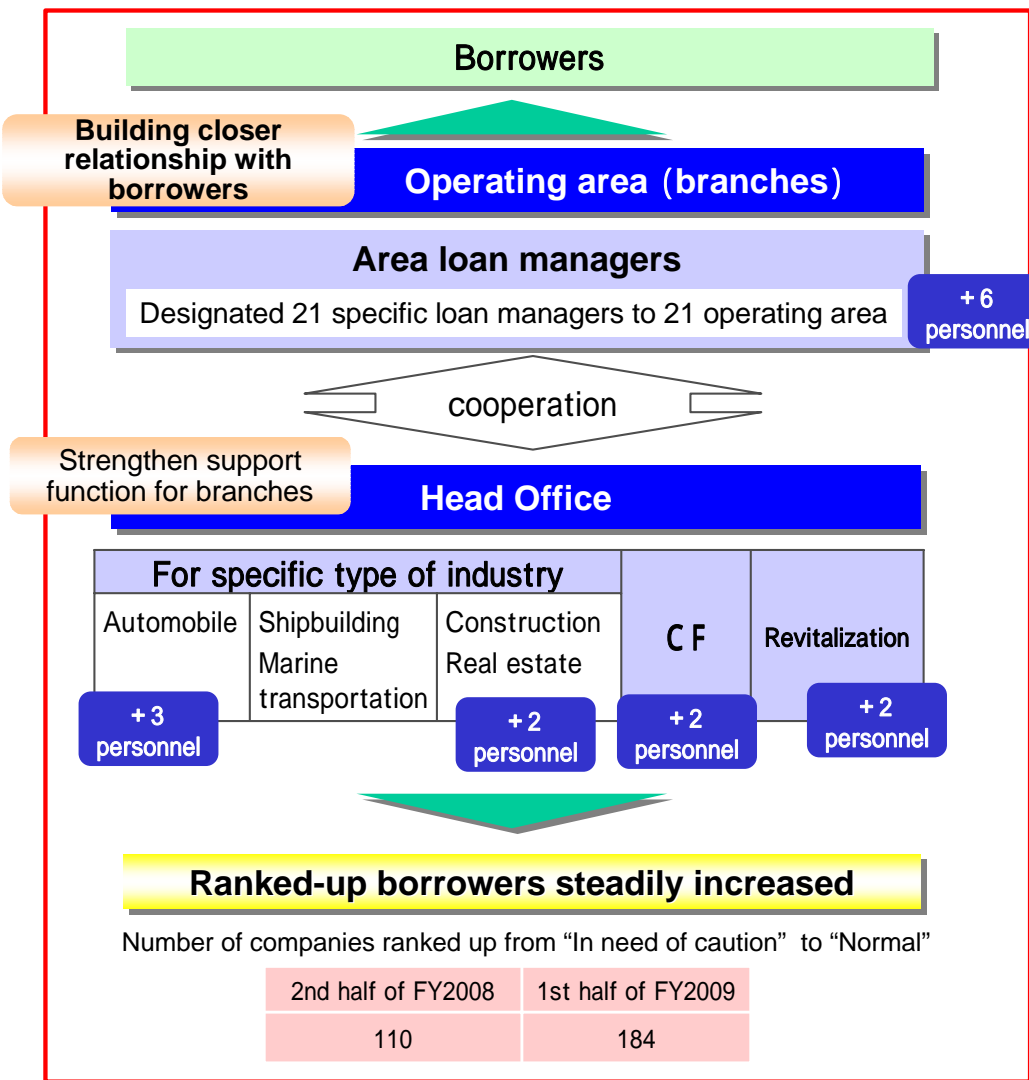 Borrowers
Building closer
relationship with
borrowers
Operating area (branches)
Area loan managers
Designated 21 specific loan managers to 21 operating area
+6
personnel
cooperation
Strengthen support
function for branches
Head Office
For specific type of industry
Automobile
Shipbuilding
Marine
transportation
Construction
Real estate
CF
Revitalization
+3
personnel
+2
personnel
+2
personnel
+2
personnel
Ranked-up borrowers steadily increased
Number of companies ranked up from “In need of caution” to “Normal”
2nd half of FY2008 1st half of FY2009
110 184